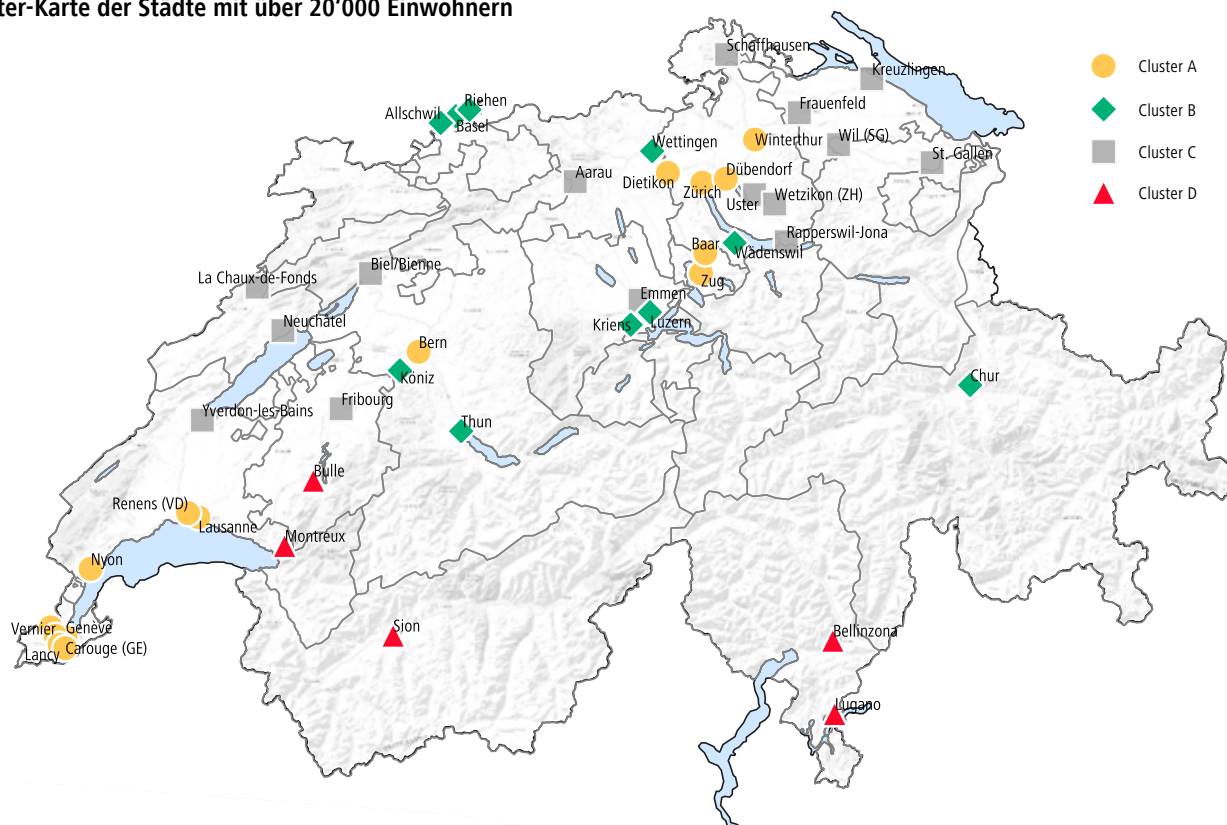 ter-Karte der Städte mit über 20’000 Einwohnern
Schaffhausen
Kreuzlingen
Cluster A
Riehen
Allschwil
Basel
Frauenfeld
Cluster B
Wettingen
Winterthur
Wil (SG)
St. Gallen
Cluster C
Aarau
Dietikon
Zürich
Dübendorf
Uster
Wetzikon (ZH)
Cluster D
Rapperswil-Jona
Baar
Wädenswil
La Chaux-de-Fonds
Biel/Bienne
Zug
Emmen
Neuchâtel
Kriens
Luzern
Bern
Köniz
Chur
Yverdon-les-Bains
Fribourg
Thun
Bulle
Renens (VD)
Lausanne
Montreux
Nyon
Vernier
Genève
Sion
Bellinzona
Lancy
Carouge (GE)
Lugano